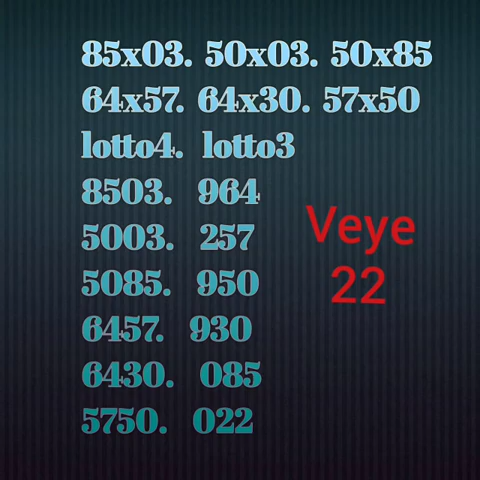 85x03. 50x03. 50x85
64x57. 64x30. 57x50
lotto4. lotto3
8503. 964
5003. 257
5085. 950
6457. 930
6430. 085
5750. 022
Veye
22